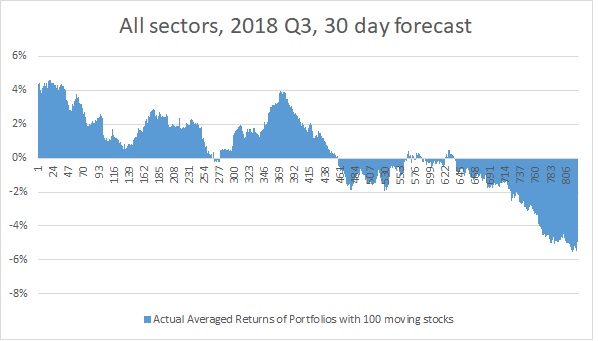 All sectors, 2018 Q3, 30 day forecast
6%
4%
2%
0%
-2%
-4%
-6%
-8%
1 24 47 70 93 116 139 162 185 208 231 254 277 300 323 346 369 392 415 438 461 484 507 530 553 576 599 622 645 668 691 714 737 760 783 806
Actual Averaged Returns of Portfolios with 100 moving stocks